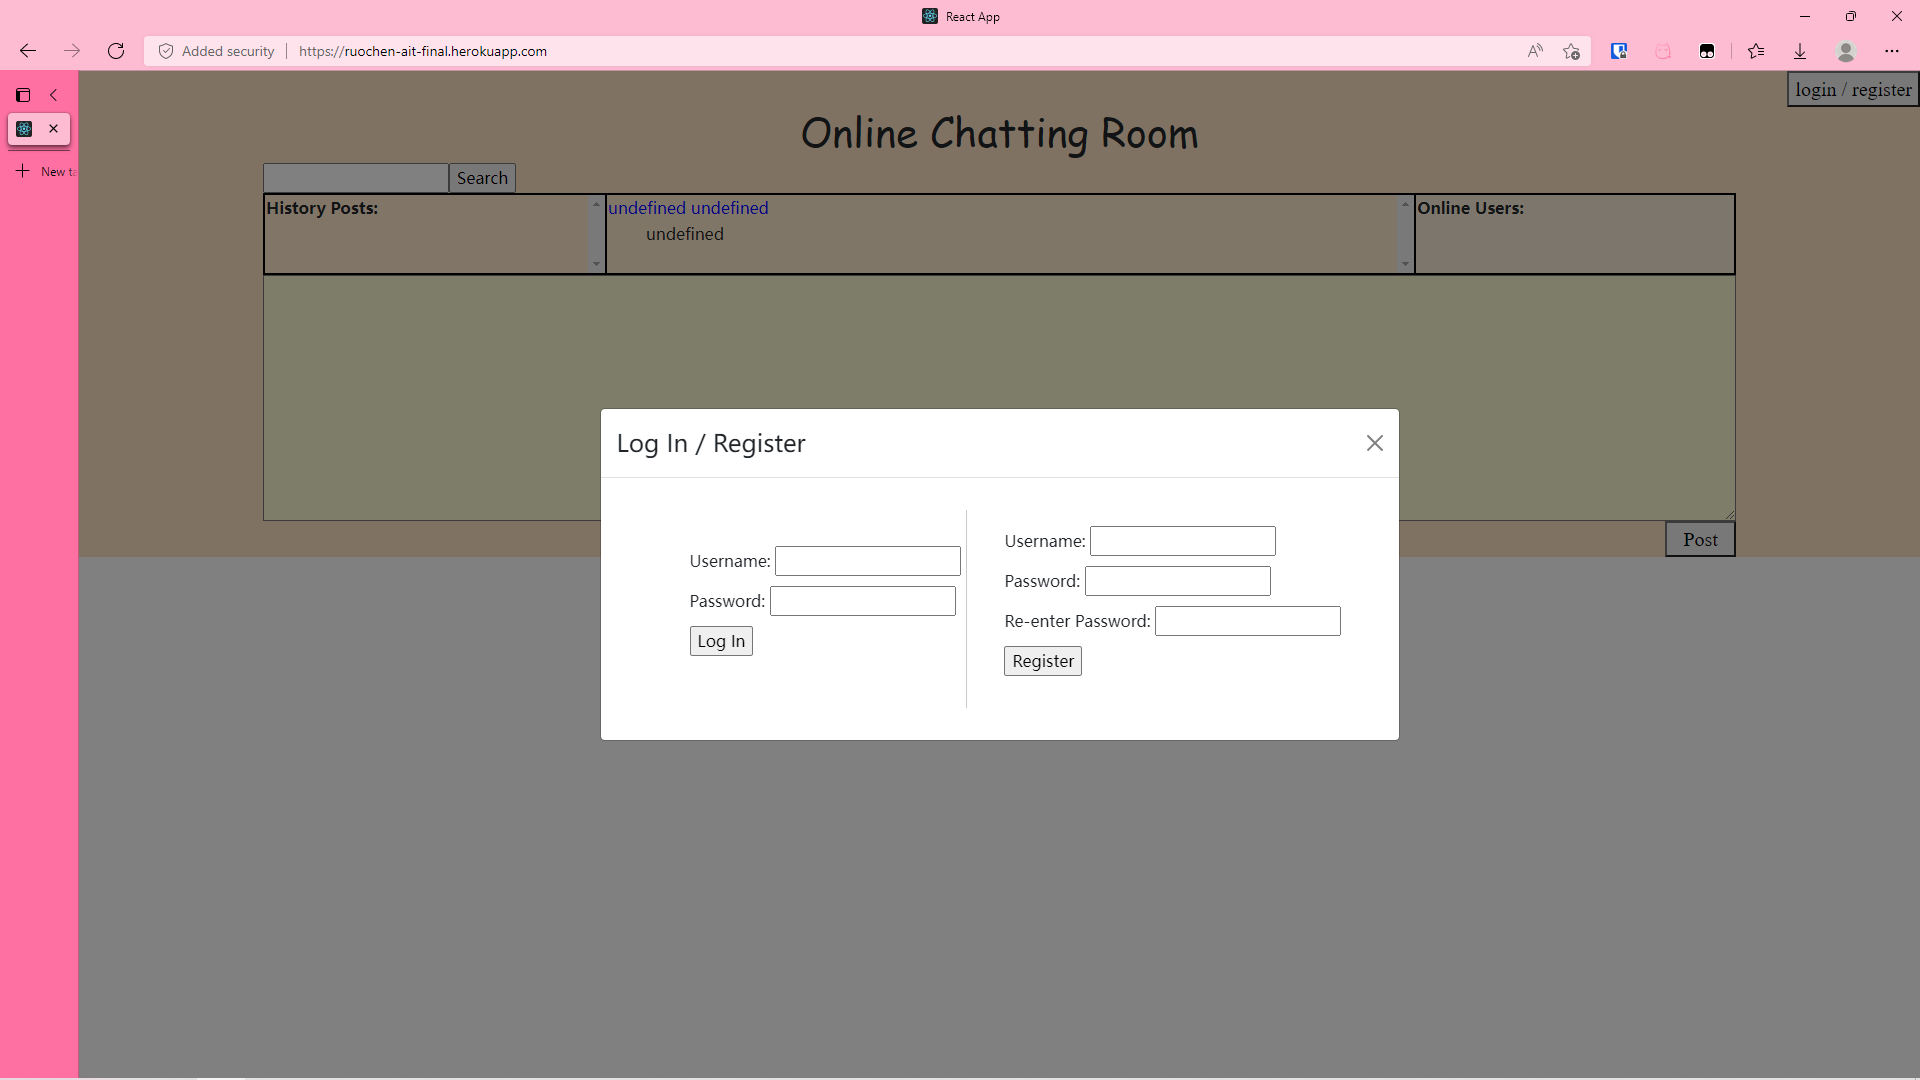 React App
Added security
https://ruochen-ait-final.herokuapp.com
login / register
Online Chatting Room
New ta
Search
History Posts:
undefined undefined
undefined
Online Users:
Post
Log In / Register
Username:
Password:
Log In
Username:
Password:
Re-enter Password:
Register